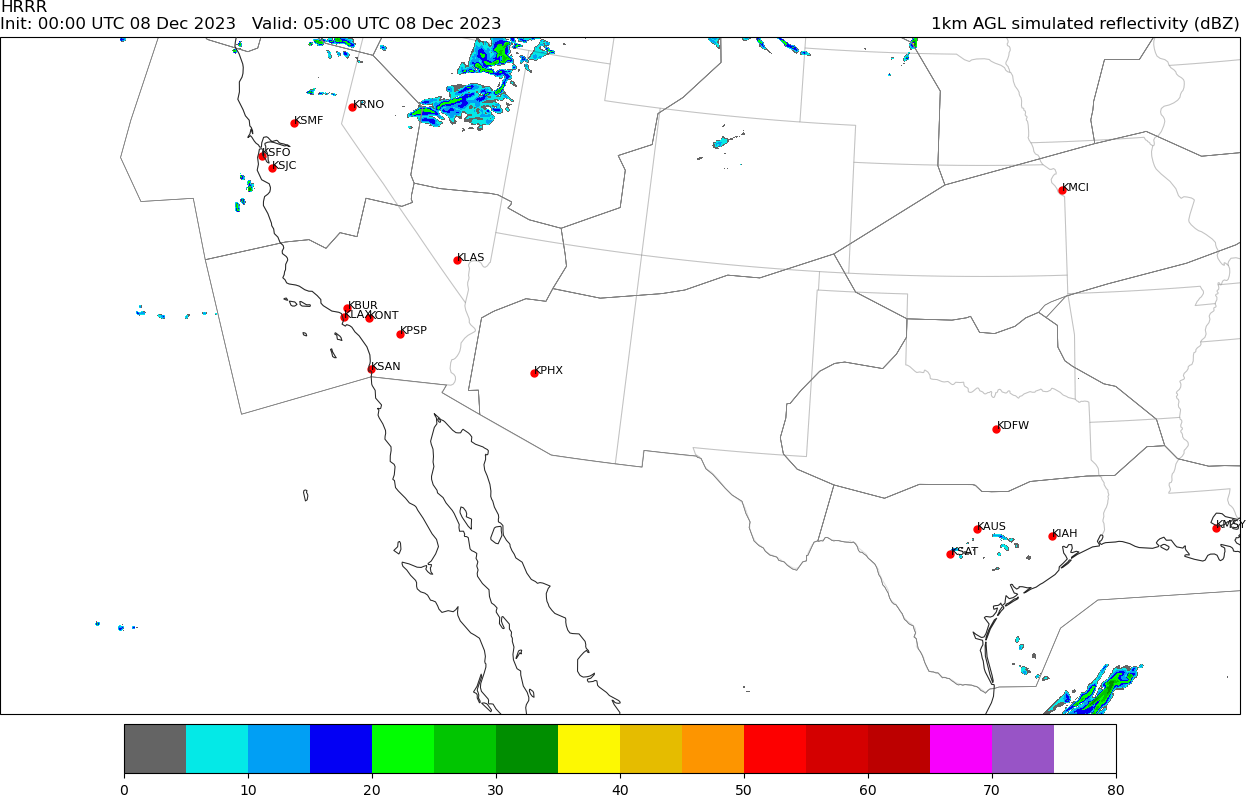 HRRR
Init: 00:00 UTC 08 Dec 2023   Valid: 05:00 UTC 08 Dec 2023   1km AGL simulated reflectivity (dBZ)
KRNO
KSMF
KSFO
KSJC
KMCI
KLAS
KBUR
KLAX KONT
KPSP
KSAN
KPHX
KDFW
KAUS
KMSY
KIAH
KSAT
0 10 20 30 40 50 60 70 80